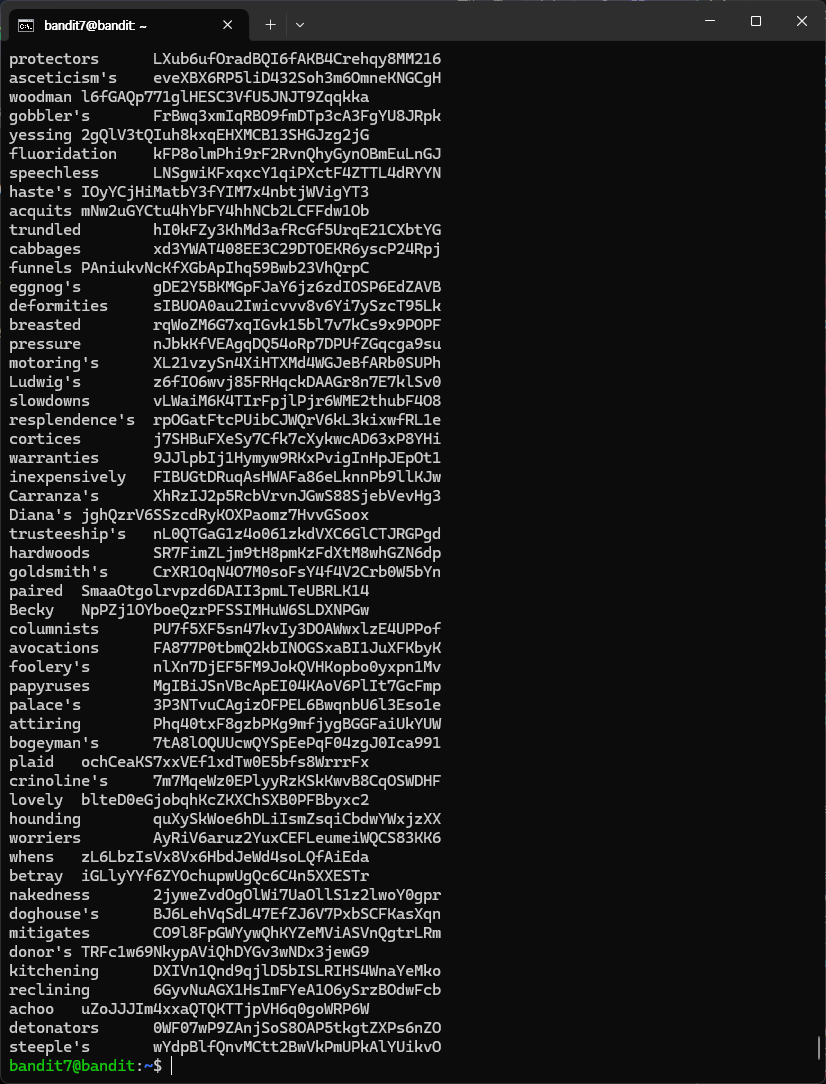 bandit7@bandit: ~
protectors LXub6ufOradBQI6fAKB4Crehqy8MM216
asceticism's eveXBX6RP5liD432Soh3m6OmneKNGCgH
woodman l6fGAQp771glHESC3VfU5JNJT9Zqqkka
gobbler's FrBwq3xmIqRBO9fmDTp3cA3FgYU8JRpk
yessing 2gQlV3tQIuh8kxqEHXMCB13SHGJzg2jG
fluoridation kFP8olmPhi9rF2RvnQhyGynOBmEuLnGJ
speechless LNSgwiKFxqxcY1qiPXctF4ZTTL4dRYYN
haste's IOyYCjHiMatbY3fYIM7x4nbtjWVigYT3
acquits mNw2uGYCtu4hYbFY4hhNCb2LCFFdw1Ob
trundled hI0kFZy3KhMd3afRcGf5UrqE21CXbtYG
cabbages xd3YWAT408EE3C29DTOEKR6yscP24Rpj
funnels PAniukvNcKfXGbApIhq59Bwb23VhQrpC
eggnog's gDE2Y5BKMGpFJaY6jz6zdIOSP6EdZAVB
deformities sIBUOA0au2Iwicvvv8v6Yi7ySzcT95Lk
breasted rqWoZM6G7xqIGvk15bl7v7kCs9x9POPF
pressure nJbkKfVEAgqDQ54oRp7DPUfZGqcga9su
motoring's XL21vzySn4XiHTXMd4WGJeBfARb0SUPh
Ludwig's z6fIO6wvj85FRHqckDAAGr8n7E7klSv0
slowdowns vLWaiM6K4TIrFpjlPjr6WME2thubF4O8
resplendence's rpOGatFtcPUibCJWQrV6kL3kixwfRL1e
cortices j7SHBuFXeSy7Cfk7cXykwcAD63xP8YHi
warranties 9JJlpbIj1Hymyw9RKxPvigInHpJEpOt1
inexpensively FIBUGtDRuqAsHWAFa86eLknnPb9llKJw
Carranza's XhRzIJ2p5RcbVrvnJGwS88SjebVevHg3
Diana's jghQzrV6SSzcdRyKOXPaomz7HvvGSoox
trusteeship's nL0QTGaG1z4o061zkdVXC6GlCTJRGPgd
hardwoods SR7FimZLjm9tH8pmKzFdXtM8whGZN6dp
goldsmith's CrXR1OqN4O7M0soFsY4f4V2Crb0W5bYn
paired SmaaOtgolrvpzd6DAII3pmLTeUBRLK14
Becky NpPZj1OYboeQzrPFSSIMHuW6SLDXNPGw
columnists PU7f5XF5sn47kvIy3DOAWwxlzE4UPPof
avocations FA877P0tbmQ2kbINOGSxaBI1JuXFKbyK
foolery's nlXn7DjEF5FM9JokQVHKopbo0yxpn1Mv
papyruses MgIBiJSnVBcApEI04KAoV6PlIt7GcFmp
palace's 3P3NTvuCAgizOFPEL6BwqnbU6l3Eso1e
attiring Phq40txF8gzbPKg9mfjygBGGFaiUkYUW
bogeyman's 7tA8lOQUUcwQYSpEePqF04zgJ0Ica991
plaid ochCeaKS7xxVEf1xdTw0E5bfs8WrrrFx
crinoline's 7m7MqeWz0EPlyyRzKSkKwvB8CqOSWDHF
lovely blteD0eGjobqhKcZKXChSXB0PFBbyxc2
hounding quXySkWoe6hDLiIsmZsqiCbdwYWxjzXX
worriers AyRiV6aruz2YuxCEFLeumeiWQCS83KK6
whens zL6LbzIsVx8Vx6HbdJeWd4soLQfAiEda
betray iGLlyYYf6ZYOchupwUgQc6C4n5XXESTr
nakedness 2jyweZvdOgOlWi7UaOllS1z2lwoY0gpr
doghouse's BJ6LehVqSdL47EfZJ6V7PxbSCFKasXqn
mitigates CO9l8FpGWYywQhKYZeMViASVnQgtrLRm
donor's TRFc1w69NkypAViQhDYGv3wNDx3jewG9
kitchening DXIVn1Qnd9qjlD5bISLRIHS4WnaYeMko
reclining 6GyvNuAGX1HsImFYeA1O6ySrzBOdwFcb
achoo uZoJJJIm4xxaQTQKTTjpVH6q0goWRP6W
detonators 0WF07wP9ZAnjSoS8OAP5tkgtZXPs6nZO
steeple's wYdpBlfQnvMCtt2BwVkPmUPkAlYUikvO
bandit7@bandit:~$